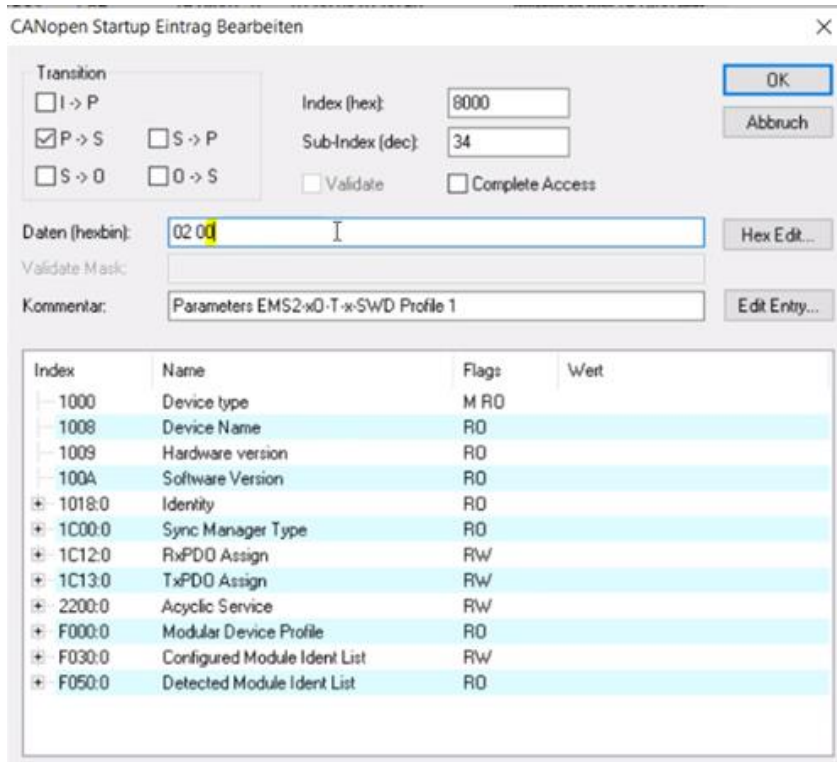 CANopen Startup Eintrag Bearbeiten
Transition
I -> P
P -> S
S -> P
S -> O
O -> S
Index (hex): 8000
Sub-Index (dec): 34
Validate
Complete Access
OK
Abbruch
Daten (hexbin): 02 00
Hex Edit...
Validate Mask:
Kommentar: Parameters EMS2-xO-T-x-SWD Profile 1
Edit Entry...
Index Name Flags Wert
1000 Device type M RO
1008 Device Name RO
1009 Hardware version RO
100A Software Version RO
1018:0 Identity RO
1C00:0 Sync Manager Type RO
1C12:0 RxPDO Assign RW
1C13:0 TxPDO Assign RW
2200:0 Acyclic Service RW
F000:0 Modular Device Profile RO
F030:0 Configured Module Ident List RW
F050:0 Detected Module Ident List RO